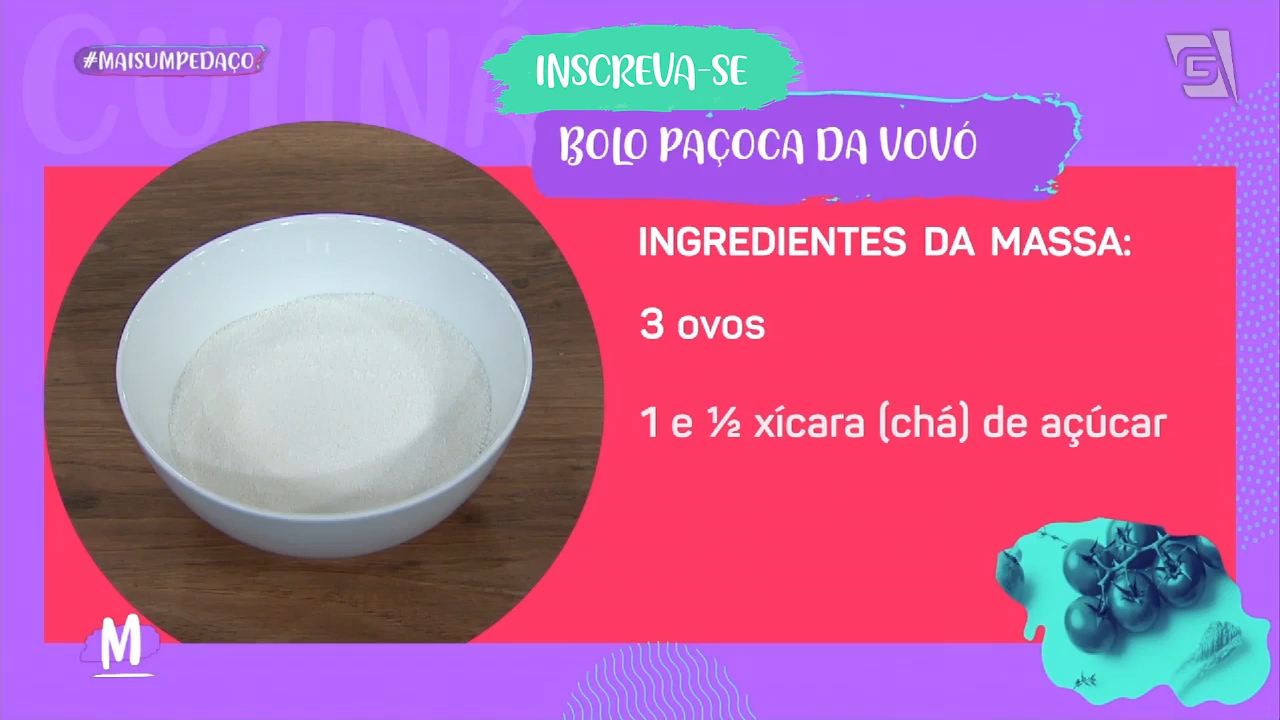 CULINÁ
#MAISUMPEDAÇO
INSCREVA-SE
BOLO PAÇOCA DA VOVÓ
INGREDIENTES DA MASSA:
3 ovos
1 e ½ xícara (chá) de açúcar
M
G